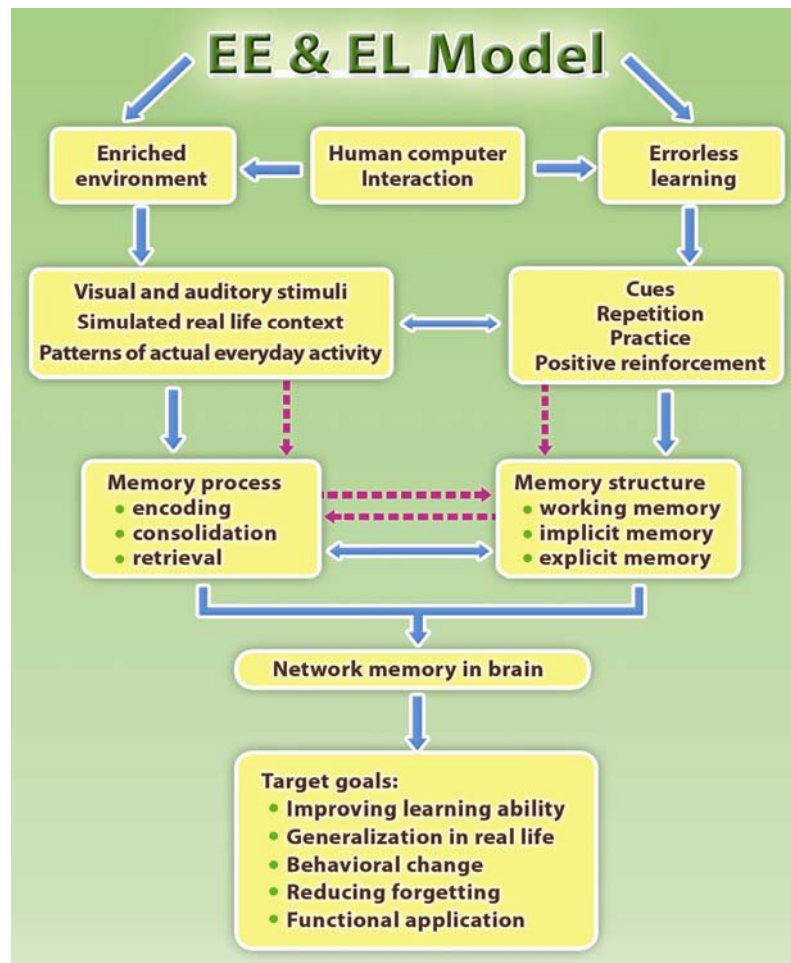 EE & EL Model
Enriched
environment
Human computer
Interaction
Errorless
learning
Visual and auditory stimuli
Simulated real life context
Patterns of actual everyday activity
Cues
Repetition
Practice
Positive reinforcement
Memory process
• encoding
• consolidation
• retrieval
Memory structure
• working memory
• implicit memory
• explicit memory
Network memory in brain
Target goals:
• Improving learning ability
• Generalization in real life
• Behavioral change
• Reducing forgetting
• Functional application